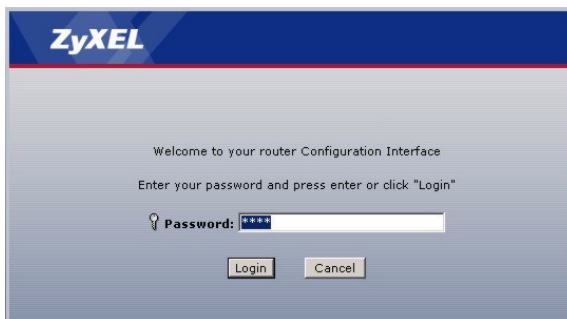 ZyXEL
Welcome to your router Configuration Interface
Enter your password and press enter or click "Login"
Password: ****
Login Cancel